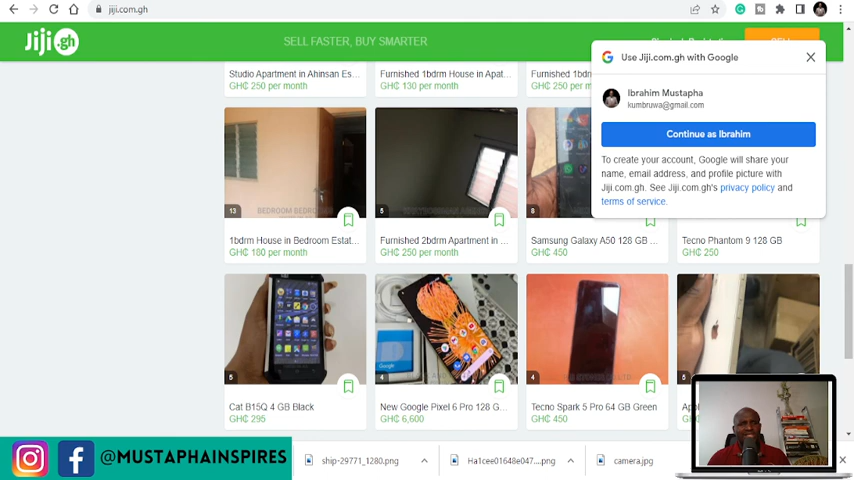 jiji.com.gh
Jiji.gh
SELL FASTER, BUY SMARTER
Use Jiji.com.gh with Google
Ibrahim Mustapha
kumbruwa@gmail.com
Continue as Ibrahim
To create your account, Google will share your
name, email address, and profile picture with
Jiji.com.gh. See Jiji.com.gh's privacy policy and
terms of service.
Studio Apartment in Ahinsan Es...
GH₵ 250 per month
Furnished 1bdrm House in Apat...
GH₵ 130 per month
Furnished 1bd
GH₵ 250 per
13
5
8
1bdrm House in Bedroom Estat...
GH₵ 180 per month
Furnished 2bdrm Apartment in ...
GH₵ 250 per month
Samsung Galaxy A50 128 GB ...
GH₵ 450
Tecno Phantom 9 128 GB
GH₵ 250
5
4
4
Cat B15Q 4 GB Black
GH₵ 295
New Google Pixel 6 Pro 128 G...
GH₵ 6,600
Tecno Spark 5 Pro 64 GB Green
GH₵ 450
@MUSTAPHAINSPIRES
ship-29771_1280.png
Ha1cee01648e047....png
camera.jpg